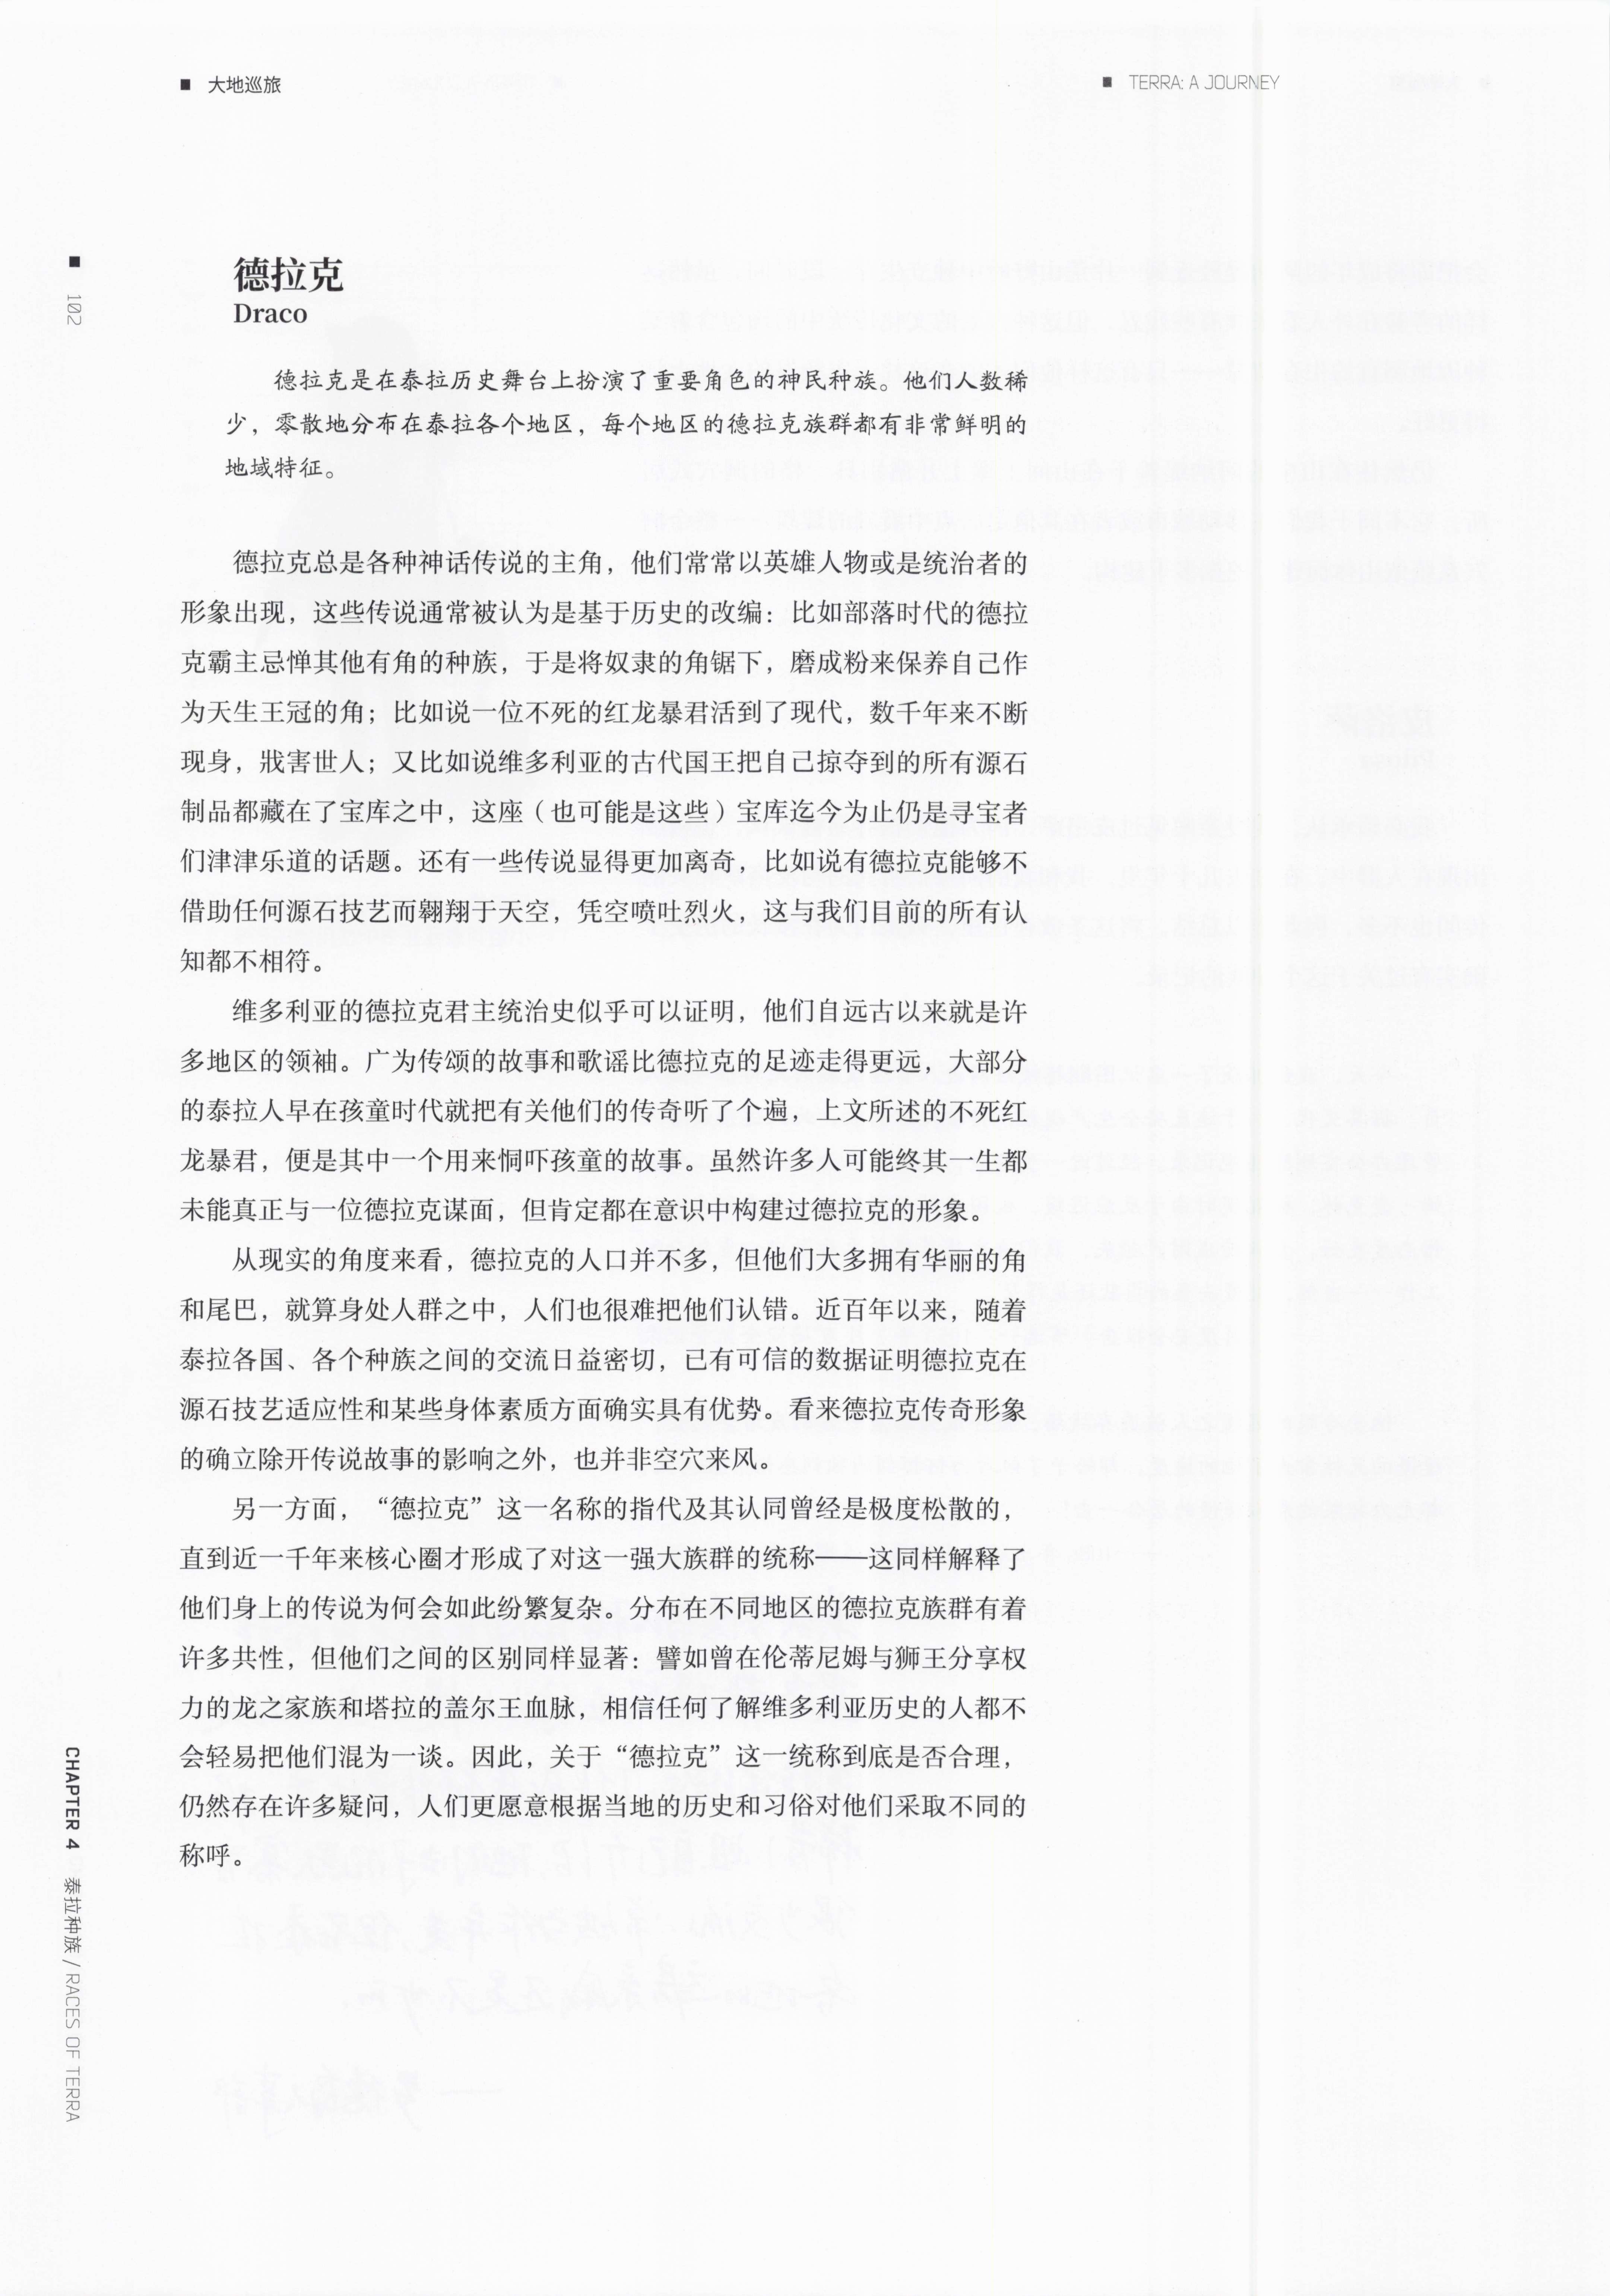 大地巡旅
TERRA: A JOURNEY
102
德拉克
Draco
德拉克是在泰拉历史舞台上扮演了重要角色的神民种族。他们人数稀
少，零散地分布在泰拉各个地区，每个地区的德拉克族群都有非常鲜明的
地域特征。
德拉克总是各种神话传说的主角，他们常常以英雄人物或是统治者的
形象出现，这些传说通常被认为是基于历史的改编：比如部落时代的德拉
克霸主忌惮其他有角的种族，于是将奴隶的角锯下，磨成粉来保养自己作
为天生王冠的角；比如说一位不死的红龙暴君活到了现代，数千年来不断
现身，戕害世人；又比如说维多利亚的古代国王把自己掠夺到的所有源石
制品都藏在了宝库之中，这座（也可能是这些）宝库迄今为止仍是寻宝者
们津津乐道的话题。还有一些传说显得更加离奇，比如说有德拉克能够不
借助任何源石技艺而翱翔于天空，凭空喷吐烈火，这与我们目前的所有认
知都不相符。
维多利亚的德拉克君主统治史似乎可以证明，他们自远古以来就是许
多地区的领袖。广为传颂的故事和歌谣比德拉克的足迹走得更远，大部分
的泰拉人早在孩童时代就把有关他们的传奇听了个遍，上文所述的不死红
龙暴君，便是其中一个用来恫吓孩童的故事。虽然许多人可能终其一生都
未能真正与一位德拉克谋面，但肯定都在意识中构建过德拉克的形象。
从现实的角度来看，德拉克的人口并不多，但他们大多拥有华丽的角
和尾巴，就算身处人群之中，人们也很难把他们认错。近百年以来，随着
泰拉各国、各个种族之间的交流日益密切，已有可信的数据证明德拉克在
源石技艺适应性和某些身体素质方面确实具有优势。看来德拉克传奇形象
的确立除开传说故事的影响之外，也并非空穴来风。
另一方面，“德拉克”这一名称的指代及其认同曾经是极度松散的，
直到近一千年来核心圈才形成了对这一强大族群的统称——这同样解释了
他们身上的传说为何会如此纷繁复杂。分布在不同地区的德拉克族群有着
许多共性，但他们之间的区别同样显著：譬如曾在伦蒂尼姆与狮王分享权
力的龙之家族和塔拉的盖尔王血脉，相信任何了解维多利亚历史的人都不
会轻易把他们混为一谈。因此，关于“德拉克”这一统称到底是否合理，
仍然存在许多疑问，人们更愿意根据当地的历史和习俗对他们采取不同的
称呼。
CHAPTER 4 泰拉种族 / RACES OF TERRA